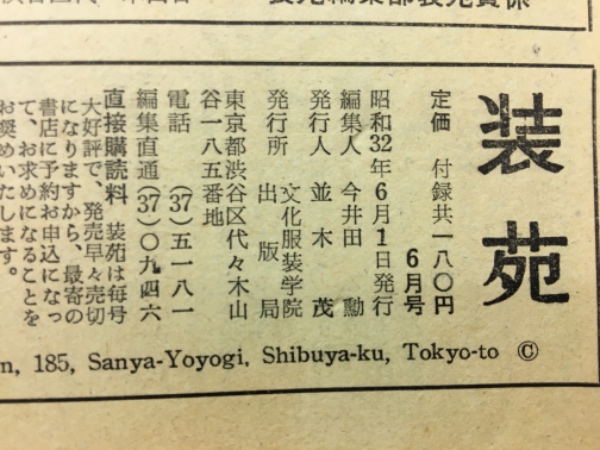 装苑
6月号
定価 付録共一八〇円
昭和32年6月1日発行
編集人 今井田 勲
発行人 並木 茂
発行所 文化服装学院
出版局
東京都渋谷区代々木山
谷一八五番地
電話 (37)五一八一
編集直通(37)〇九四六
直接購読料 装苑は毎号
大好評で、発売早々売切
になりますから、最寄の
書店に予約お申込になっ
て、お求めになることを
お奨めいたします。
n, 185, Sanya-Yoyogi, Shibuya-ku, Tokyo-to ©